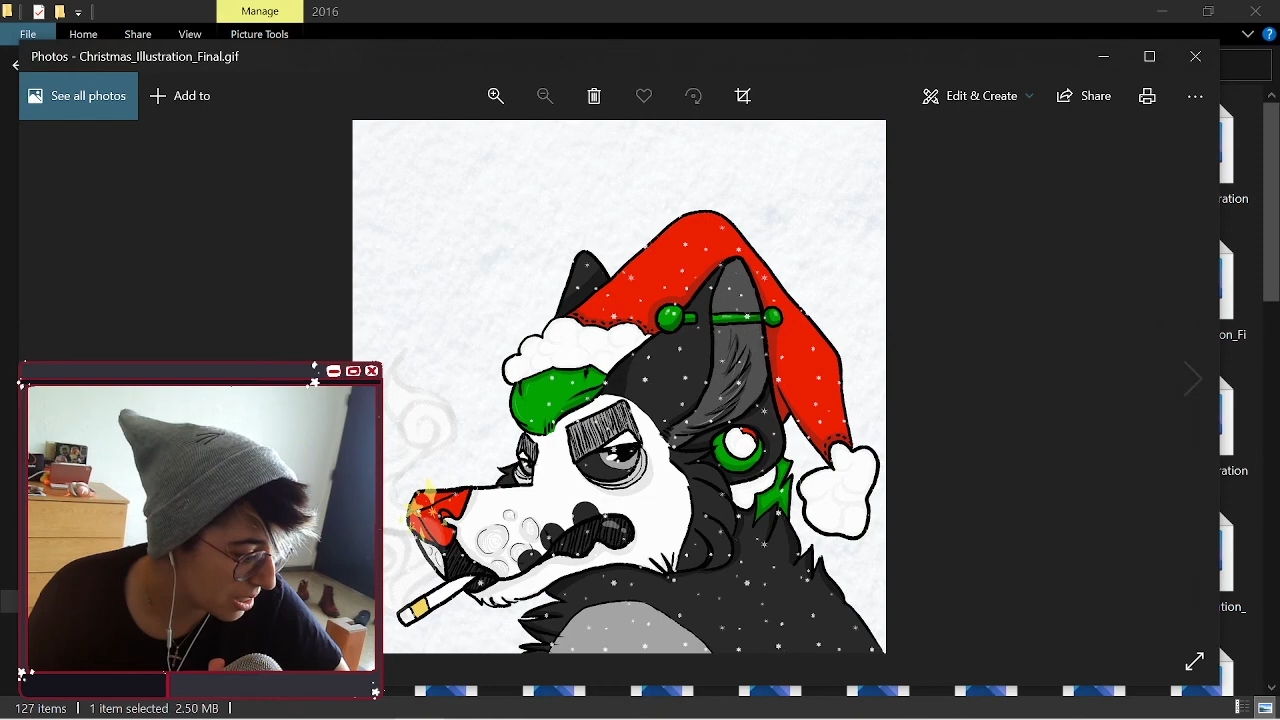 Manage 2016
File Home Share View Picture Tools
Photos - Christmas_Illustration_Final.gif
See all photos Add to Edit & Create Share
ration
n_Fi
ration
tion_
127 items 1 item selected 2.50 MB